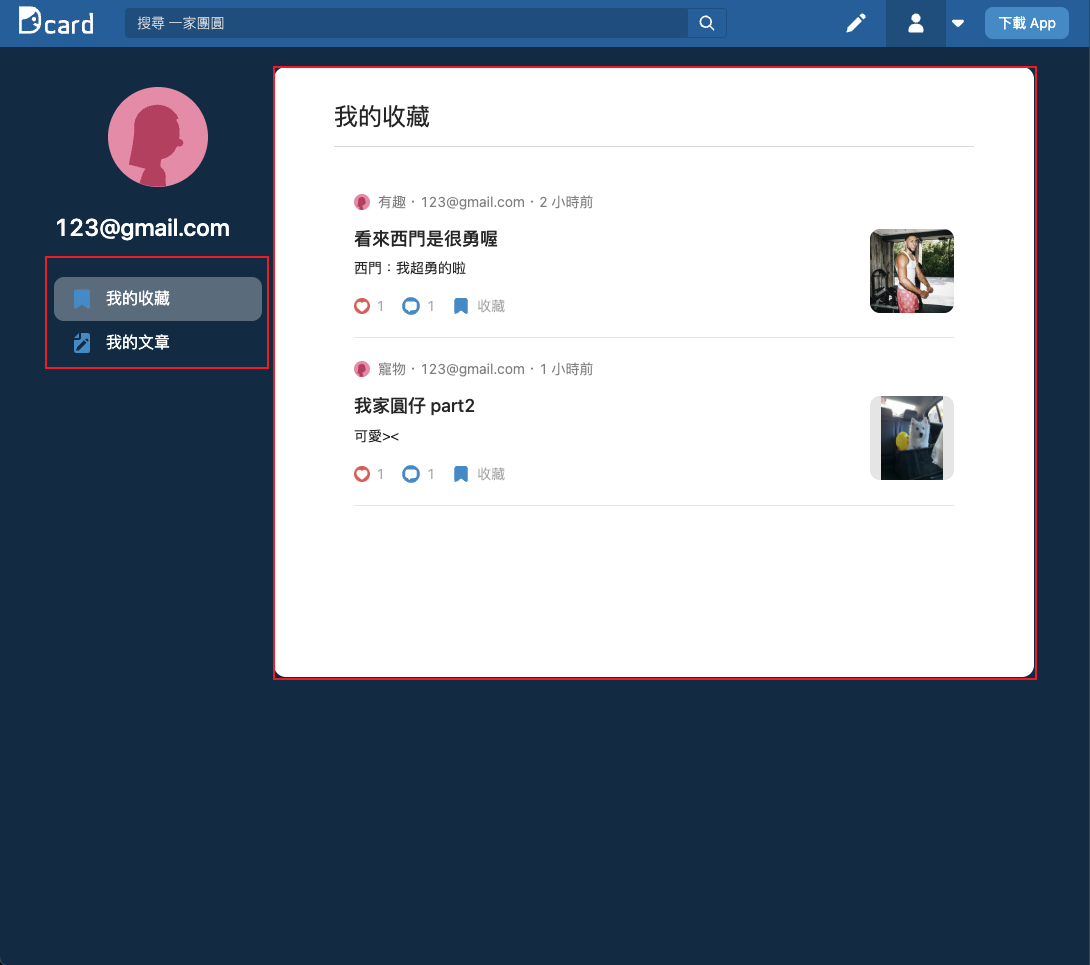 Dcard
搜尋 一家團圓
下載 App
123@gmail.com
我的收藏
我的文章
我的收藏
有趣・123@gmail.com・2 小時前
看來西門是很勇喔
西門：我超勇的啦
1 1 收藏
寵物・123@gmail.com・1 小時前
我家圓仔 part2
可愛><
1 1 收藏